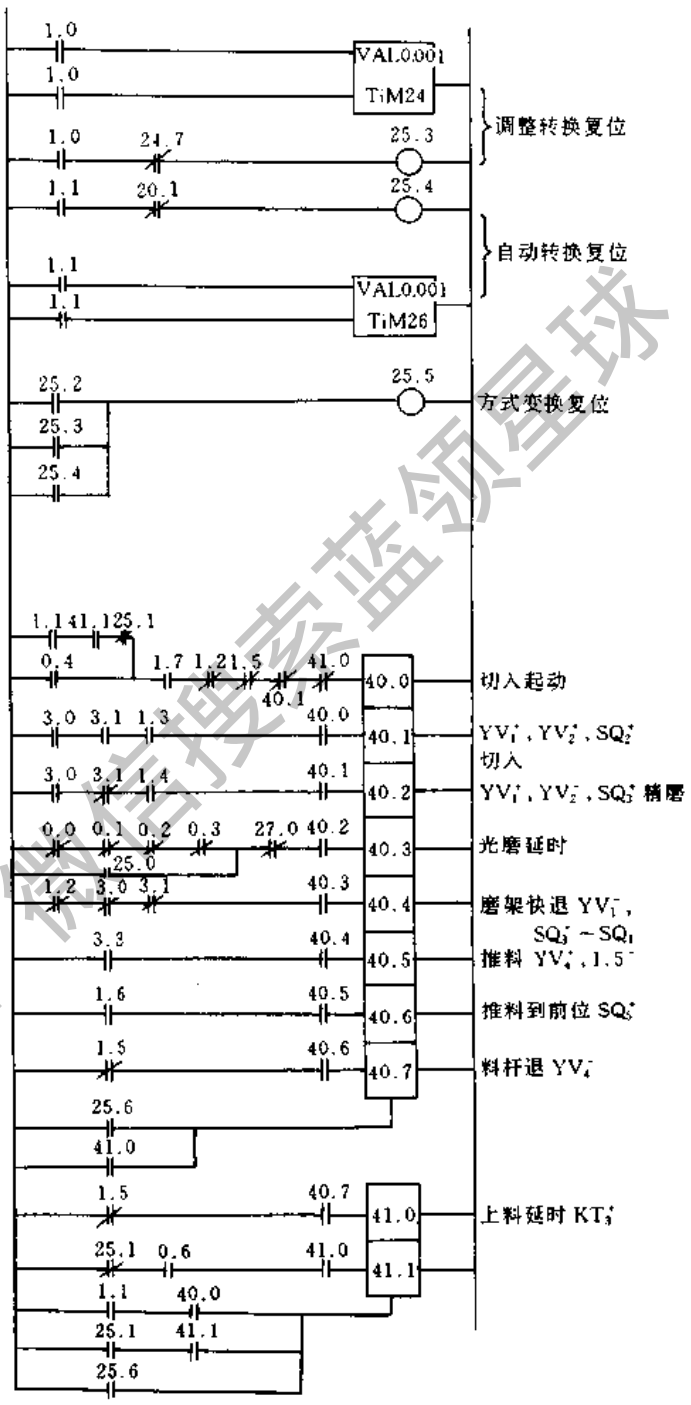 1.0
VAL0.001
1.0
TiM24
调整转换复位
1.0 24.7 25.3
1.1 20.1 25.4
自动转换复位
1.1
VAL0.001
1.1
TiM26
25.2 25.5
方式变换复位
25.3
25.4
1.1 41.1 25.1
0.4 1.7 1.2 1.5 41.0
40.1
40.0 切入起动
3.0 3.1 1.3 40.0
40.1 YV₁⁺, YV₂⁺, SQ₂⁺
切入
3.0 3.1 1.4 40.1
40.2 YV₁⁺, YV₂⁻, SQ₃⁺ 精磨
0.0 0.1 0.2 0.3 27.0 40.2
40.3 光磨延时
25.0
1.2 3.0 3.1 40.3
40.4 磨架快退 YV₁⁻,
SQ₃⁻~SQ₁
3.3 40.4
40.5 推料 YV₄⁺, 1.5⁻
1.6 40.5
40.6 推料到前位 SQ₅⁺
1.5 40.6
40.7 料杆退 YV₄⁻
25.6
41.0
1.5 40.7
41.0 上料延时 KT₃⁺
25.1 0.6 41.0
41.1
1.1 40.0
25.1 41.1
25.6
微信搜索蓝领星球